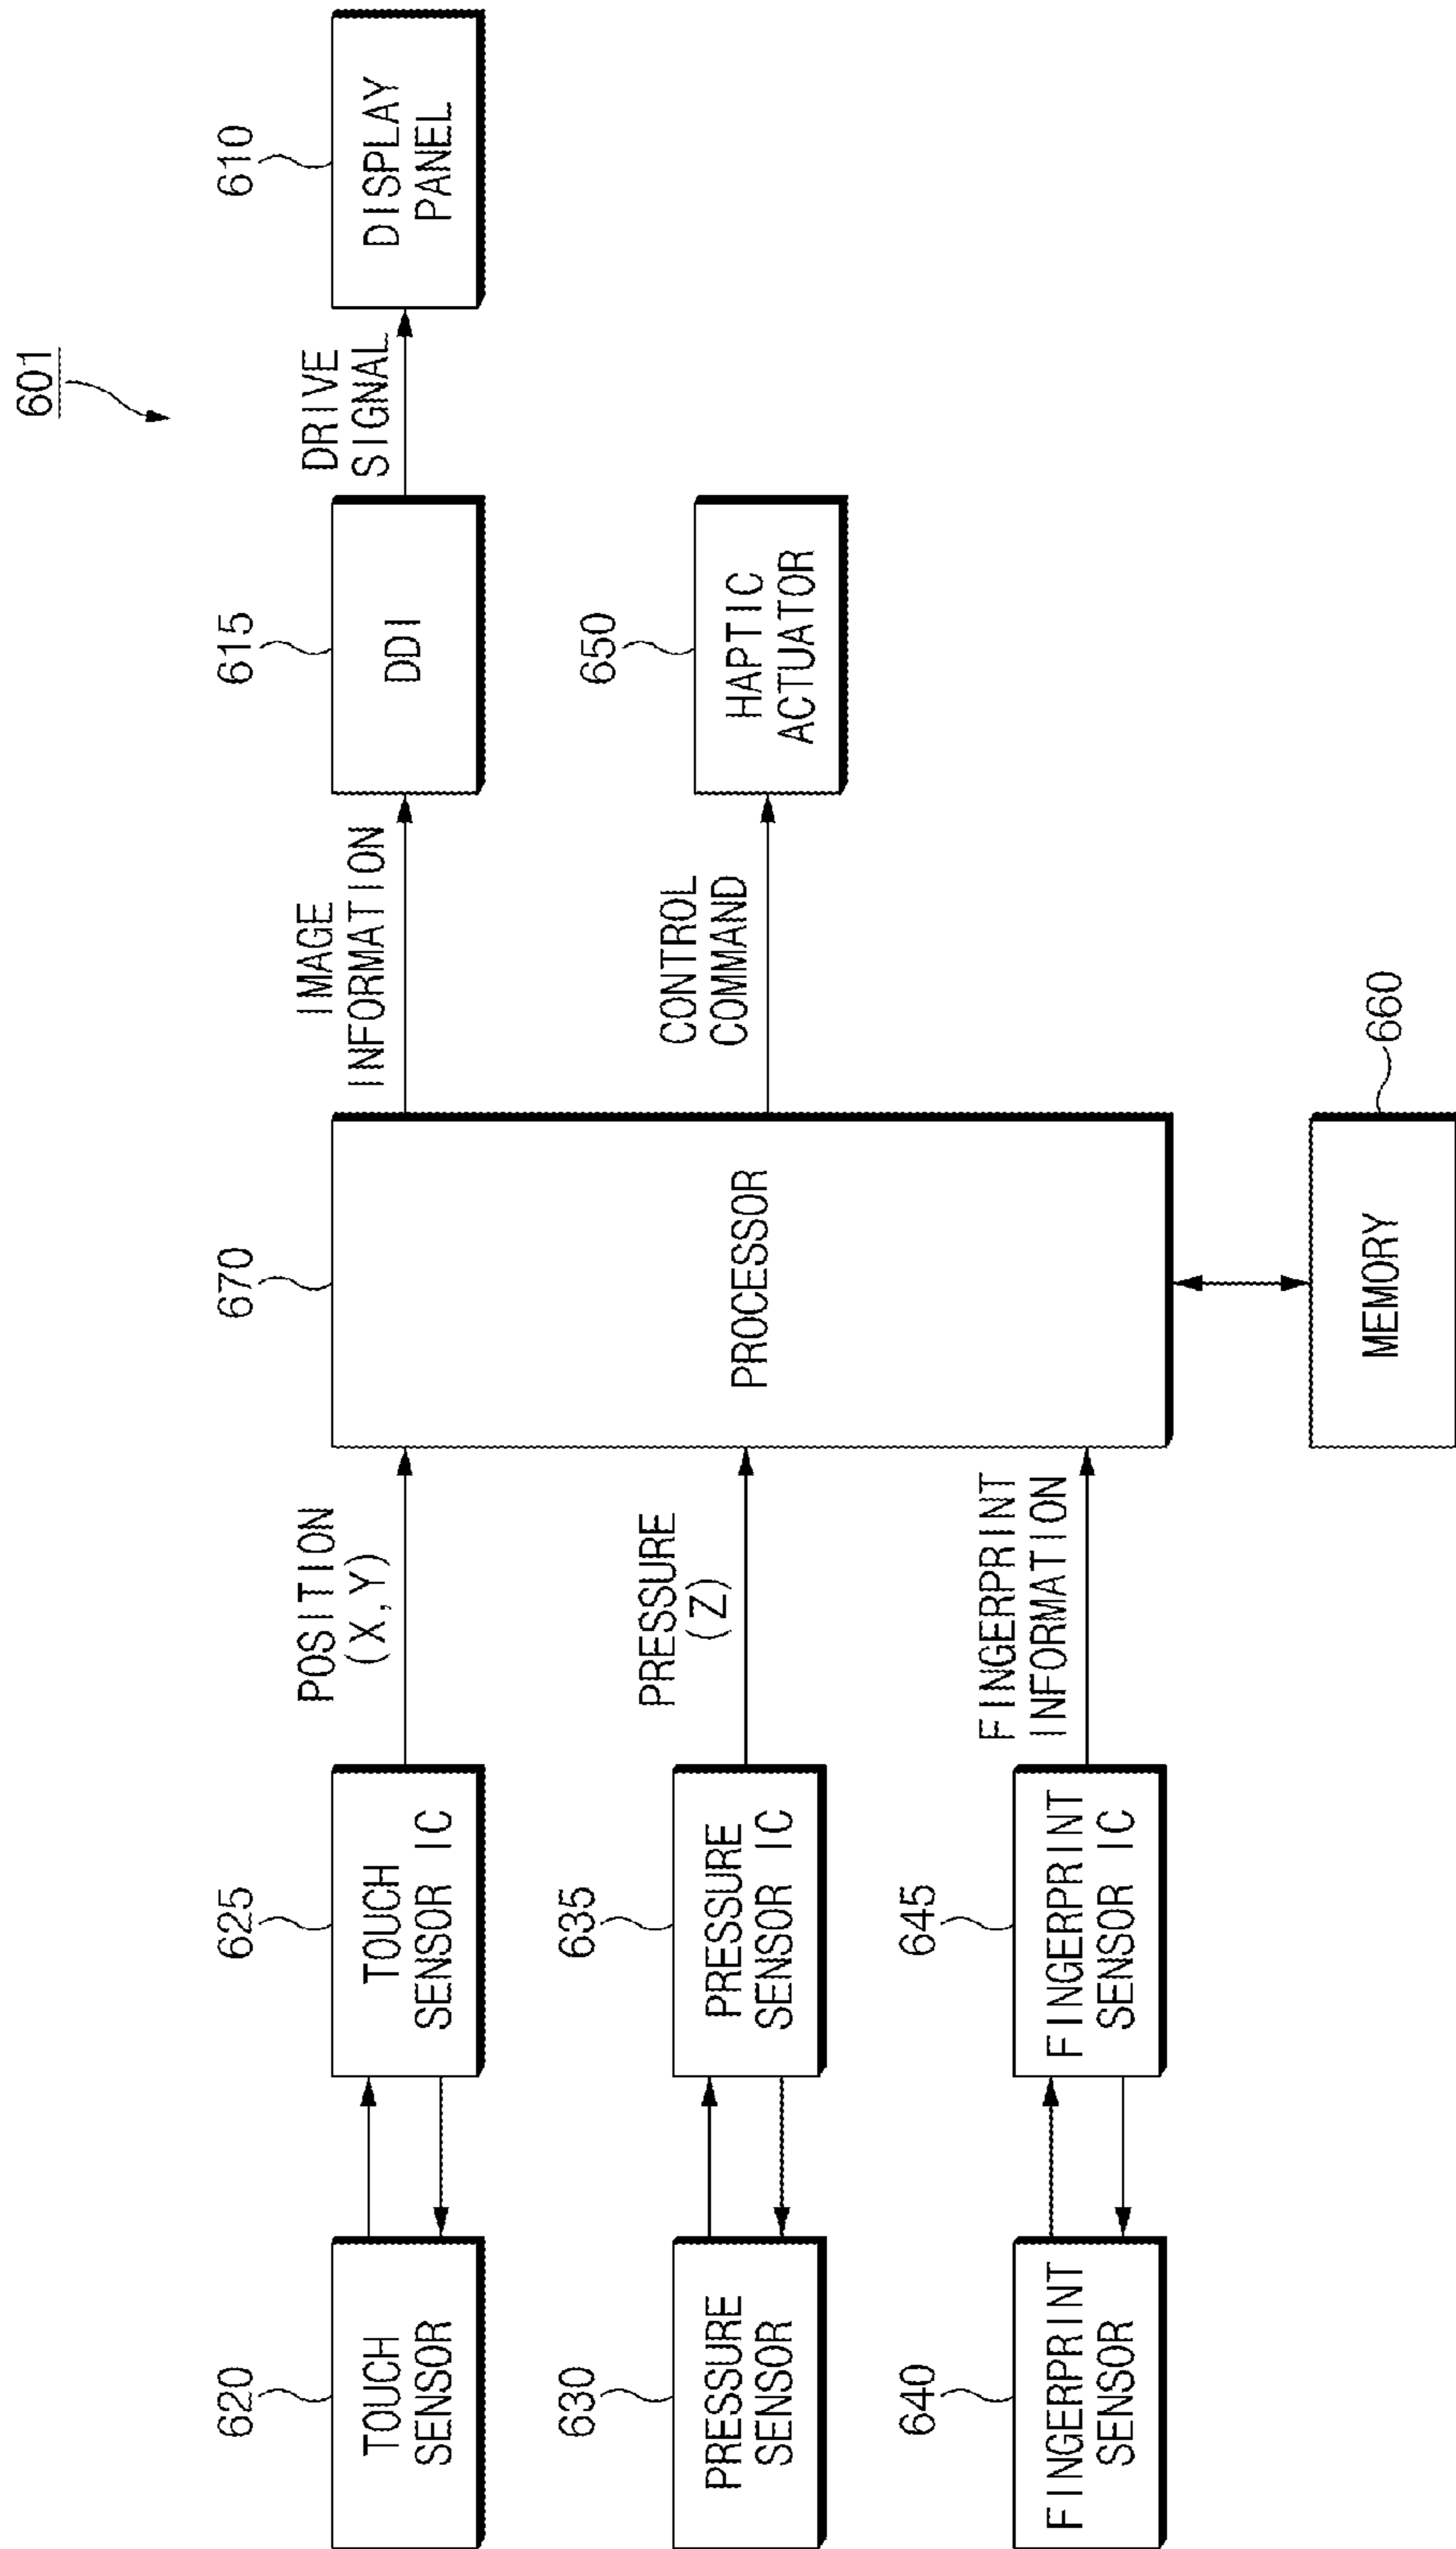 601
620
TOUCH
SENSOR
625
TOUCH
SENSOR IC
POSITION
(X,Y)
670
PROCESSOR
IMAGE
INFORMATION
615
DDI
DRIVE
SIGNAL
610
DISPLAY
PANEL
630
PRESSURE
SENSOR
635
PRESSURE
SENSOR IC
PRESSURE
(Z)
CONTROL
COMMAND
650
HAPTIC
ACTUATOR
640
FINGERPRINT
SENSOR
645
FINGERPRINT
SENSOR IC
FINGERPRINT
INFORMATION
MEMORY
660